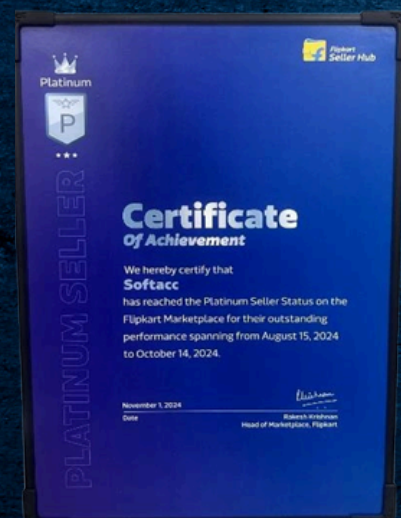 Platinum
P
PLATINUM SELLER
Flipkart
Seller Hub
Certificate
Of Achievement
We hereby certify that
Softacc
has reached the Platinum Seller Status on the
Flipkart Marketplace for their outstanding
performance spanning from August 15, 2024
to October 14, 2024.
November 1, 2024
Date
Rakesh Krishnan
Head of Marketplace, Flipkart